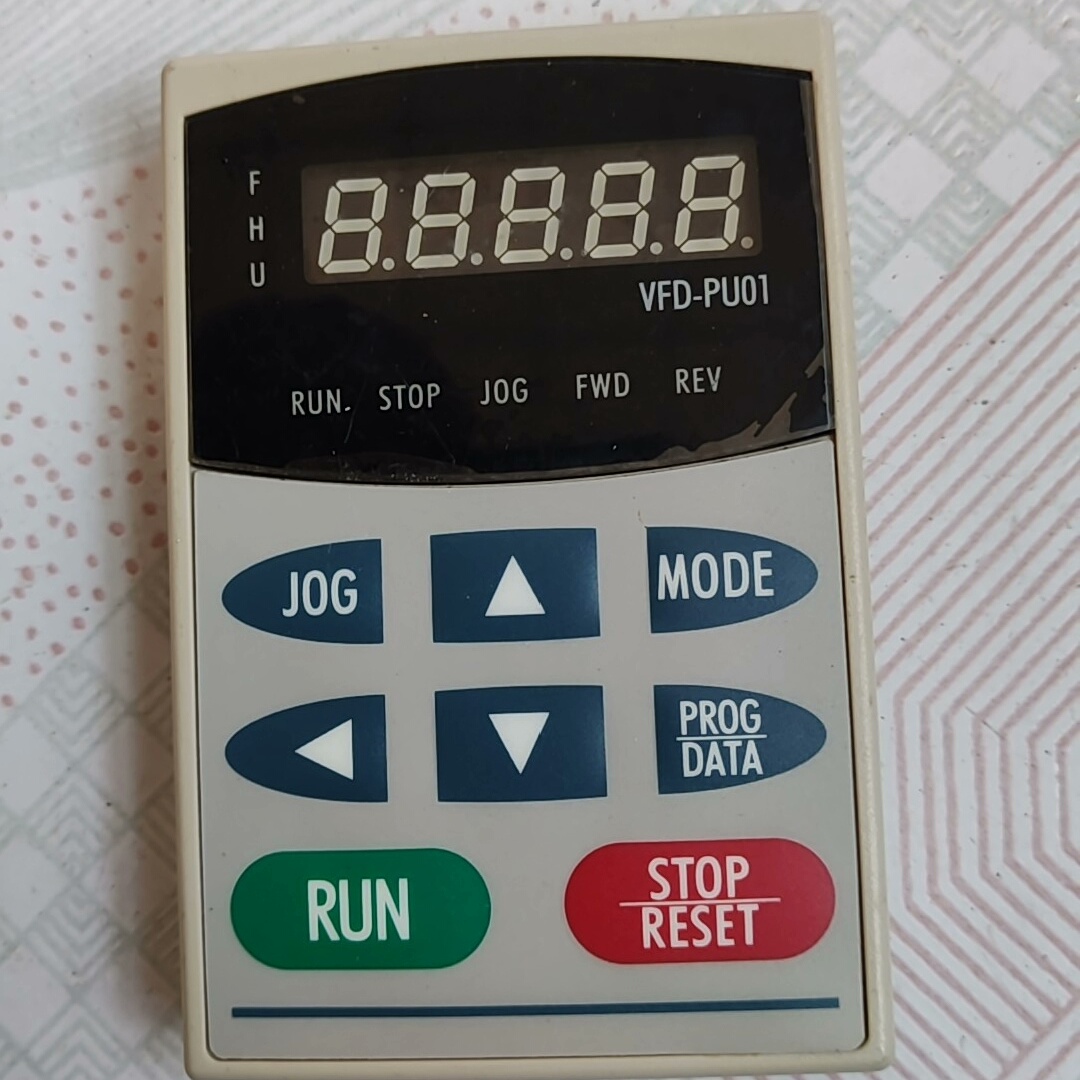 F
H
U
8.8.8.8.8.
VFD-PU01
RUN. STOP JOG FWD REV
JOG
MODE
PROG
DATA
RUN
STOP
RESET